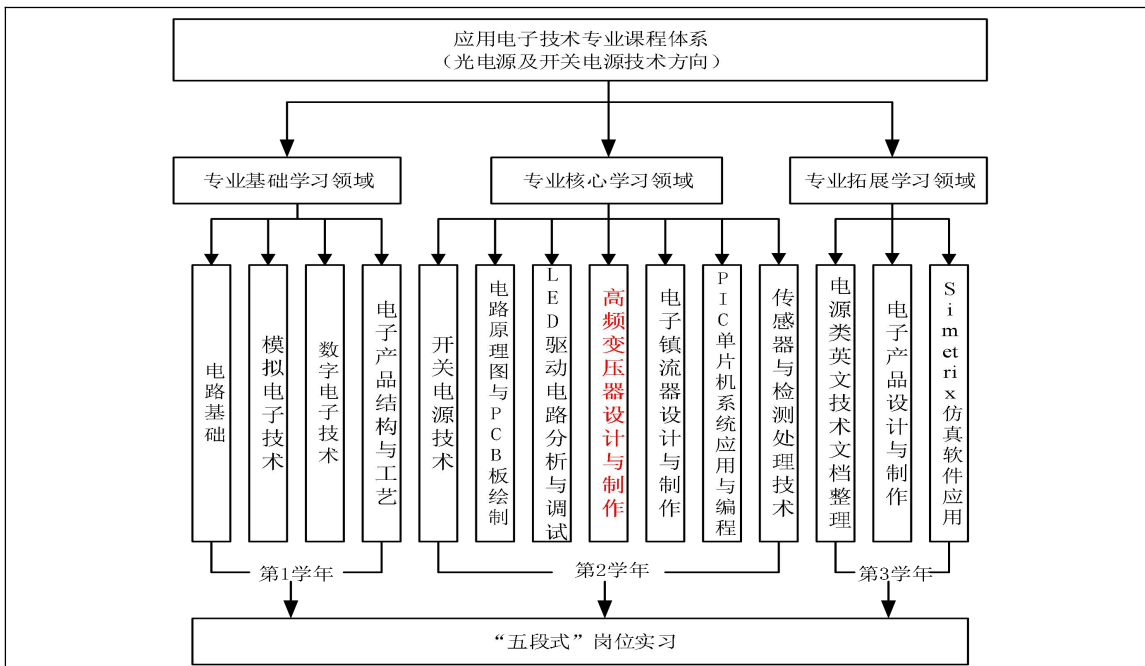 应用电子技术专业课程体系
（光电源及开关电源技术方向）
专业基础学习领域
专业核心学习领域
专业拓展学习领域
电路基础
模拟电子技术
数字电子技术
电子产品结构与工艺
开关电源技术
电路原理图与PCB板绘制
LED驱动电路分析与调试
高频变压器设计与制作
电子镇流器设计与制作
PIC单片机系统应用与编程
传感器与检测处理技术
电源类英文技术文档整理
电子产品设计与制作
Simetrix仿真软件应用
第1学年
第2学年
第3学年
“五段式”岗位实习